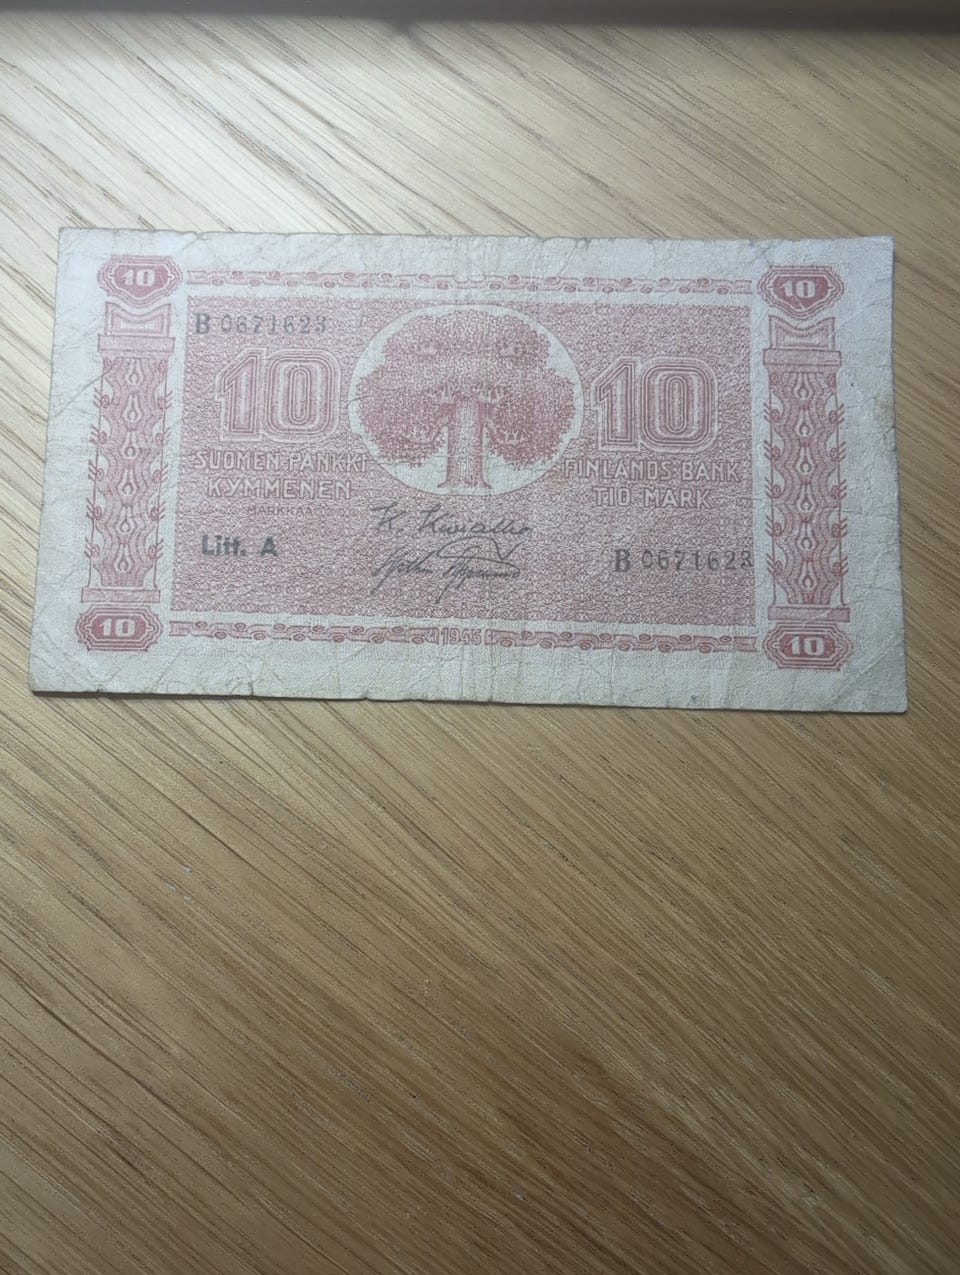 10
10
B 0671623
10
10
SUOMEN PANKKI
KYMMENEN
MARKKAA
FINLANDS BANK
TIO MARK
Litt. A
B 0671623
1945
10
10